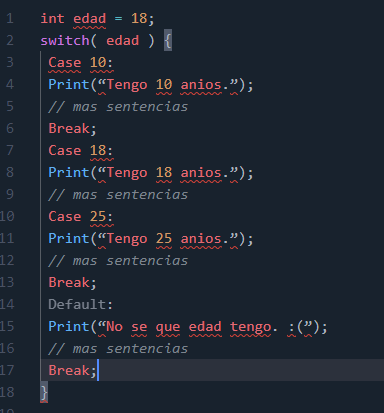 1 int edad = 18;
2 switch( edad ) {
3 Case 10:
4 Print(“Tengo 10 anios.”);
5 // mas sentencias
6 Break;
7 Case 18:
8 Print(“Tengo 18 anios.”);
9 // mas sentencias
10 Case 25:
11 Print(“Tengo 25 anios.”);
12 // mas sentencias
13 Break;
14 Default:
15 Print(“No se que edad tengo. :(”);
16 // mas sentencias
17 Break;
18 }